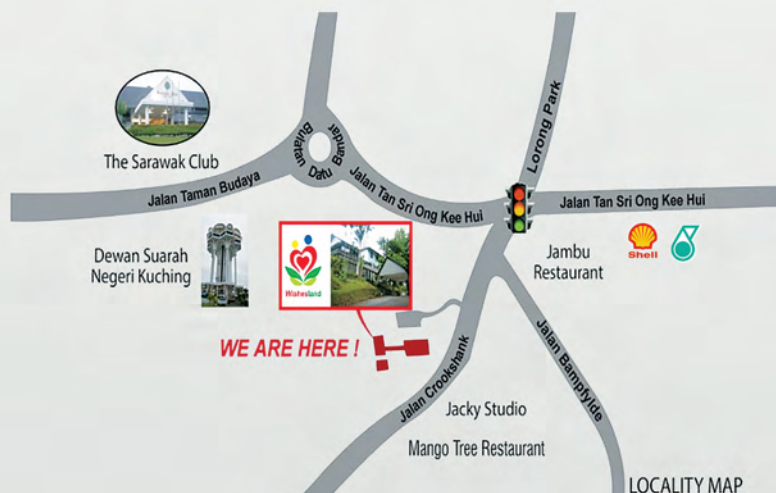 Lorong Park
Bulatan
Datu
Bandar
The Sarawak Club
Jalan Taman Budaya
Jalan Tan Sri Ong Kee Hui
Jalan Tan Sri Ong Kee Hui
Dewan Suarah
Negeri Kuching
Wishesland
Jambu
Restaurant
Shell
WE ARE HERE !
Jalan Crookshank
Jalan Bampfylde
Jacky Studio
Mango Tree Restaurant
LOCALITY MAP